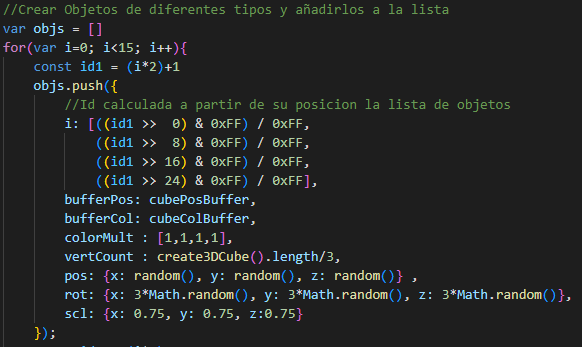 //Crear Objetos de diferentes tipos y añadirlos a la lista
var objs = []
for(var i=0; i<15; i++){
const id1 = (i*2)+1
objs.push({
//Id calculada a partir de su posicion la lista de objetos
i: [((id1 >>  0) & 0xFF) / 0xFF,
((id1 >>  8) & 0xFF) / 0xFF,
((id1 >> 16) & 0xFF) / 0xFF,
((id1 >> 24) & 0xFF) / 0xFF],
bufferPos: cubePosBuffer,
bufferCol: cubeColBuffer,
colorMult : [1,1,1,1],
vertCount : create3DCube().length/3,
pos: {x: random(), y: random(), z: random()} ,
rot: {x: 3*Math.random(), y: 3*Math.random(), z: 3*Math.random()},
scl: {x: 0.75, y: 0.75, z:0.75}
});